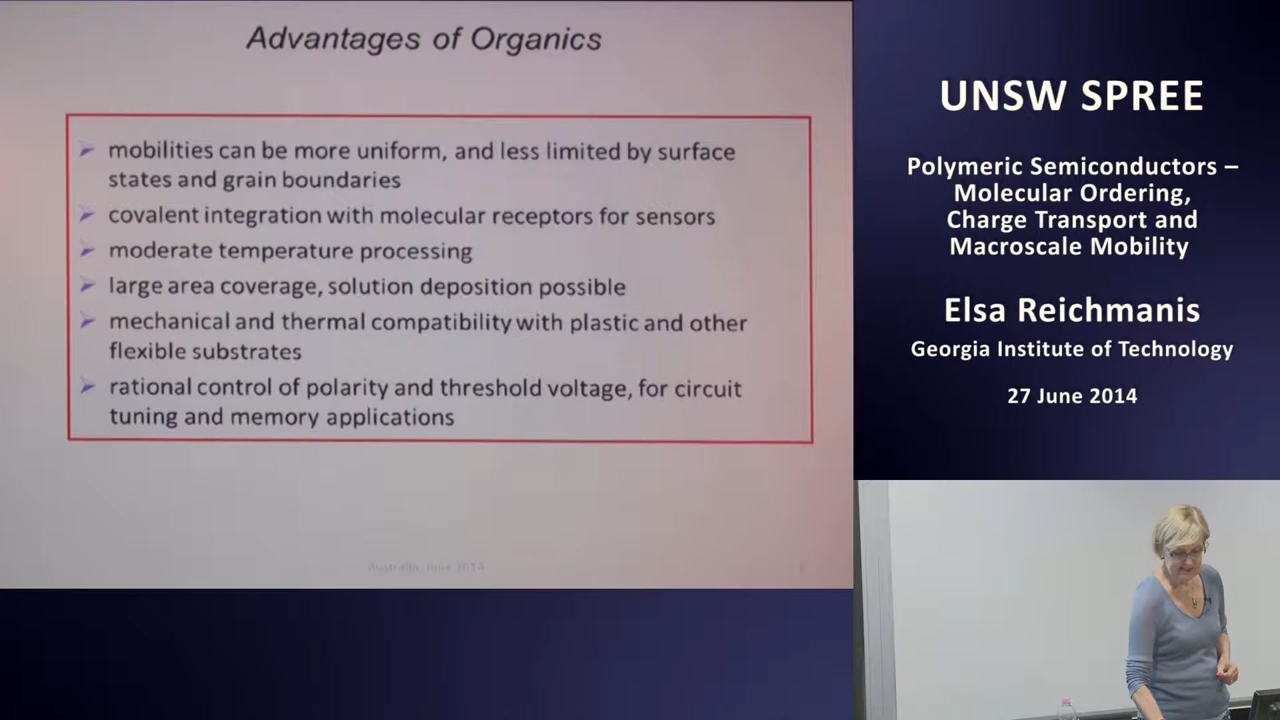 Advantages of Organics
mobilities can be more uniform, and less limited by surface
states and grain boundaries
covalent integration with molecular receptors for sensors
moderate temperature processing
large area coverage, solution deposition possible
mechanical and thermal compatibility with plastic and other
flexible substrates
rational control of polarity and threshold voltage, for circuit
tuning and memory applications
Australia, June 2014
UNSW SPREE
Polymeric Semiconductors –
Molecular Ordering,
Charge Transport and
Macroscale Mobility
Elsa Reichmanis
Georgia Institute of Technology
27 June 2014